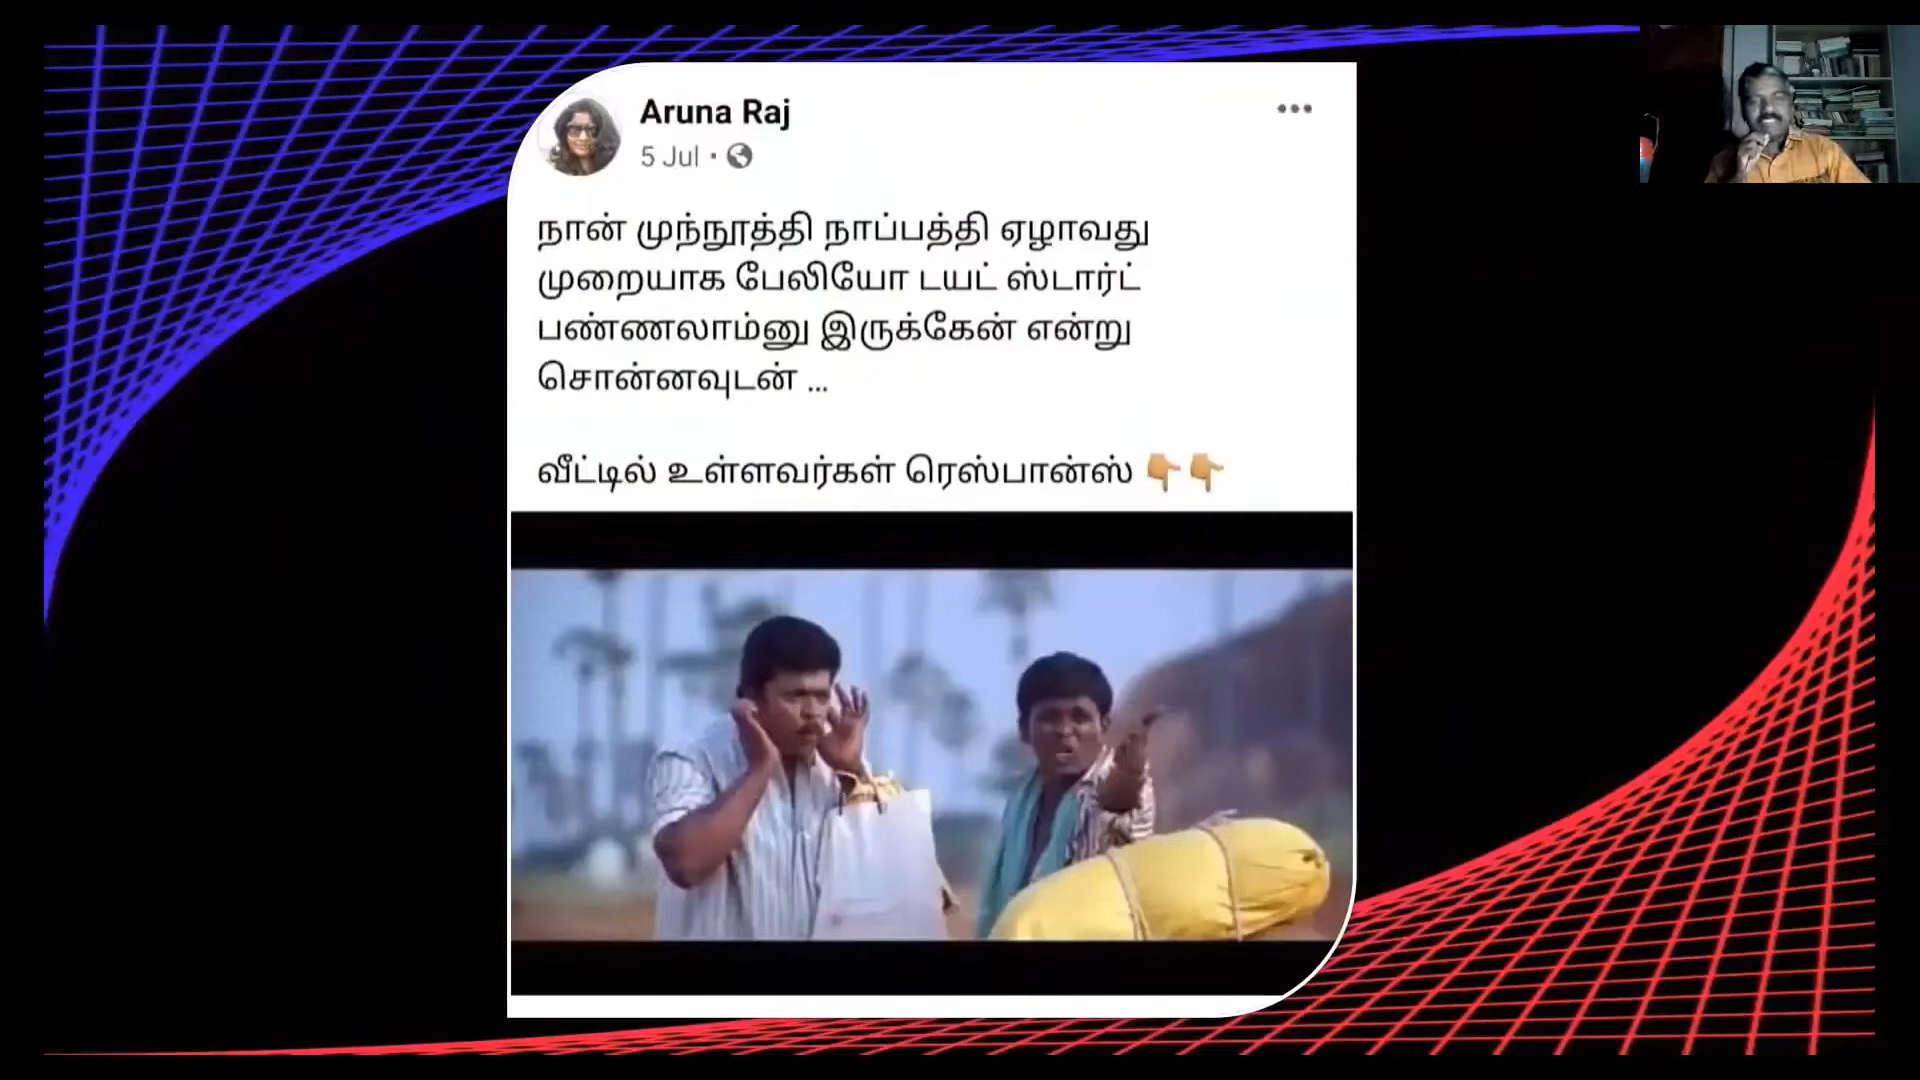 Aruna Raj
5 Jul
நான் முந்நூத்தி நாப்பத்தி ஏழாவது
முறையாக பேலியோ டயட் ஸ்டார்ட்
பண்ணலாம்னு இருக்கேன் என்று
சொன்னவுடன் ...
வீட்டில் உள்ளவர்கள் ரெஸ்பான்ஸ் 👇👇